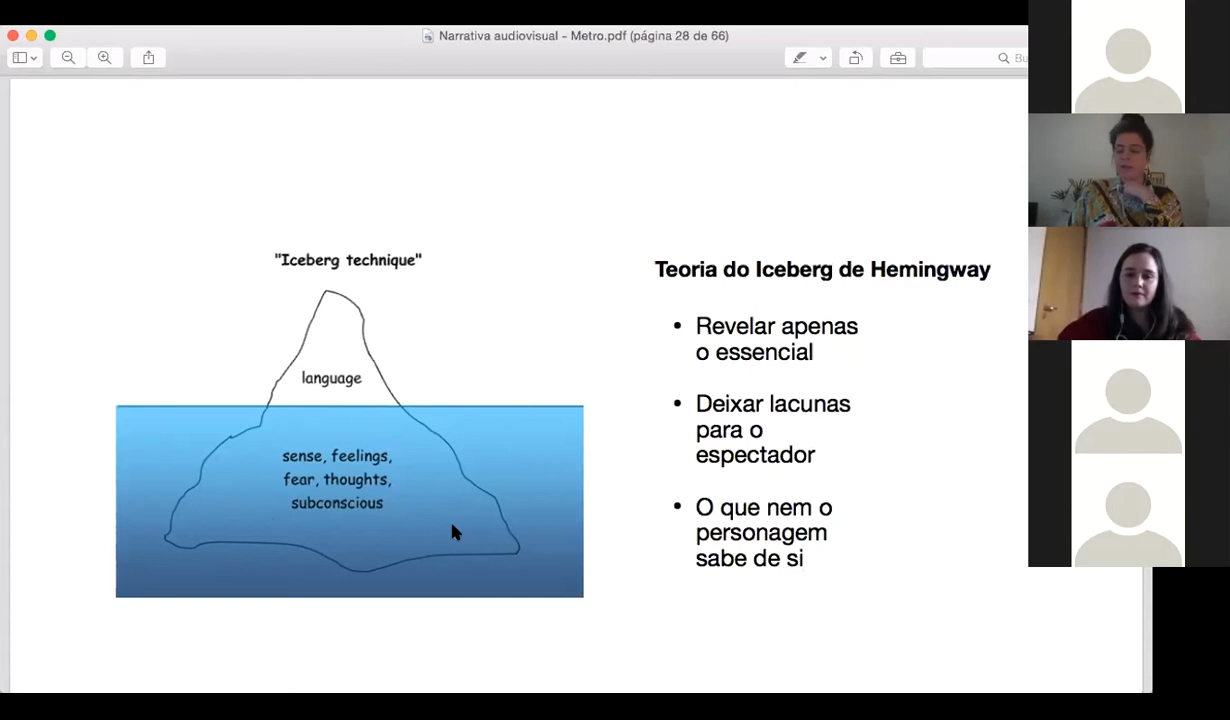 Narrativa audiovisual - Metro.pdf (página 28 de 66)
Bu
"Iceberg technique"
language
sense, feelings,
fear, thoughts,
subconscious
Teoria do Iceberg de Hemingway
• Revelar apenas
o essencial
• Deixar lacunas
para o
espectador
• O que nem o
personagem
sabe de si